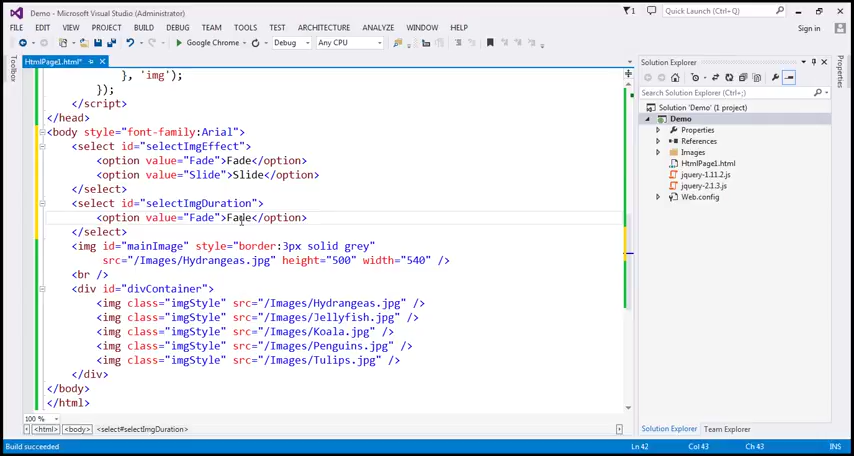 Demo - Microsoft Visual Studio (Administrator)
1
Quick Launch (Ctrl+Q)
FILE EDIT VIEW PROJECT BUILD DEBUG TEAM TOOLS TEST ARCHITECTURE ANALYZE WINDOW HELP
Sign in
Google Chrome
Debug
Any CPU
Toolbox
HtmlPage1.html*
}, 'img');
});
</script>
</head>
<body style="font-family:Arial">
<select id="selectImgEffect">
<option value="Fade">Fade</option>
<option value="Slide">Slide</option>
</select>
<select id="selectImgDuration">
<option value="Fade">Fade</option>
</select>
<img id="mainImage" style="border:3px solid grey"
src="/Images/Hydrangeas.jpg" height="500" width="540" />
<br />
<div id="divContainer">
<img class="imgStyle" src="/Images/Hydrangeas.jpg" />
<img class="imgStyle" src="/Images/Jellyfish.jpg" />
<img class="imgStyle" src="/Images/Koala.jpg" />
<img class="imgStyle" src="/Images/Penguins.jpg" />
<img class="imgStyle" src="/Images/Tulips.jpg" />
</div>
</body>
</html>
100 %
<html> <body> <select#selectImgDuration>
Solution Explorer
Search Solution Explorer (Ctrl+;)
Solution 'Demo' (1 project)
Demo
Properties
References
Images
HtmlPage1.html
jquery-1.11.2.js
jquery-2.1.3.js
Web.config
Solution Explorer Team Explorer
Properties
Build succeeded
Ln 42 Col 43 Ch 43 INS